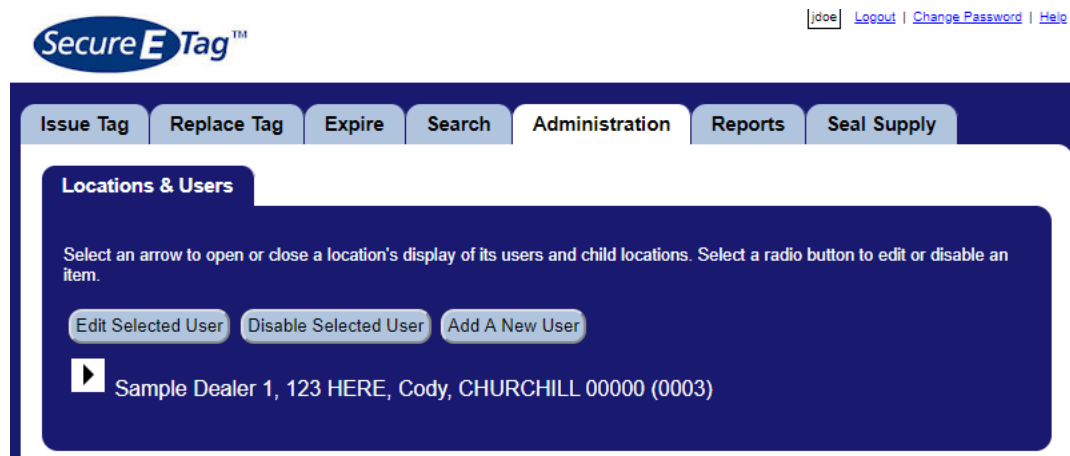 jdoe Logout | Change Password | Help
Secure E Tag™
Issue Tag Replace Tag Expire Search Administration Reports Seal Supply
Locations & Users
Select an arrow to open or close a location's display of its users and child locations. Select a radio button to edit or disable an
item.
Edit Selected User Disable Selected User Add A New User
Sample Dealer 1, 123 HERE, Cody, CHURCHILL 00000 (0003)